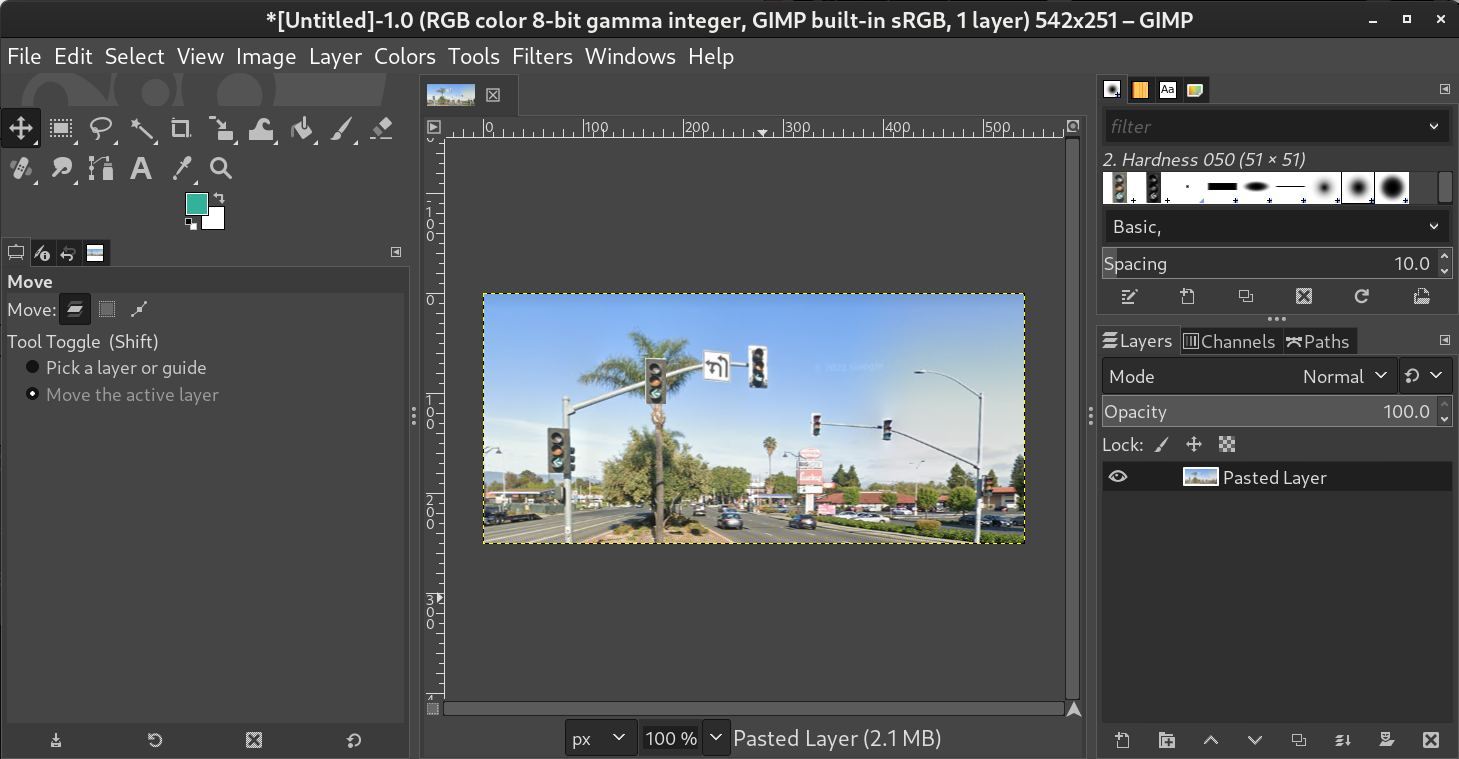 *[Untitled]-1.0 (RGB color 8-bit gamma integer, GIMP built-in sRGB, 1 layer) 542x251 – GIMP
File Edit Select View Image Layer Colors Tools Filters Windows Help
Aa
0 100 200 300 400 500
filter
2. Hardness 050 (51 × 51)
Basic,
Spacing 10.0
Move
Move:
Tool Toggle (Shift)
Pick a layer or guide
Move the active layer
100
0
100
200
300
4
Layers Channels Paths
Mode Normal
Opacity 100.0
Lock:
Pasted Layer
px 100 % Pasted Layer (2.1 MB)